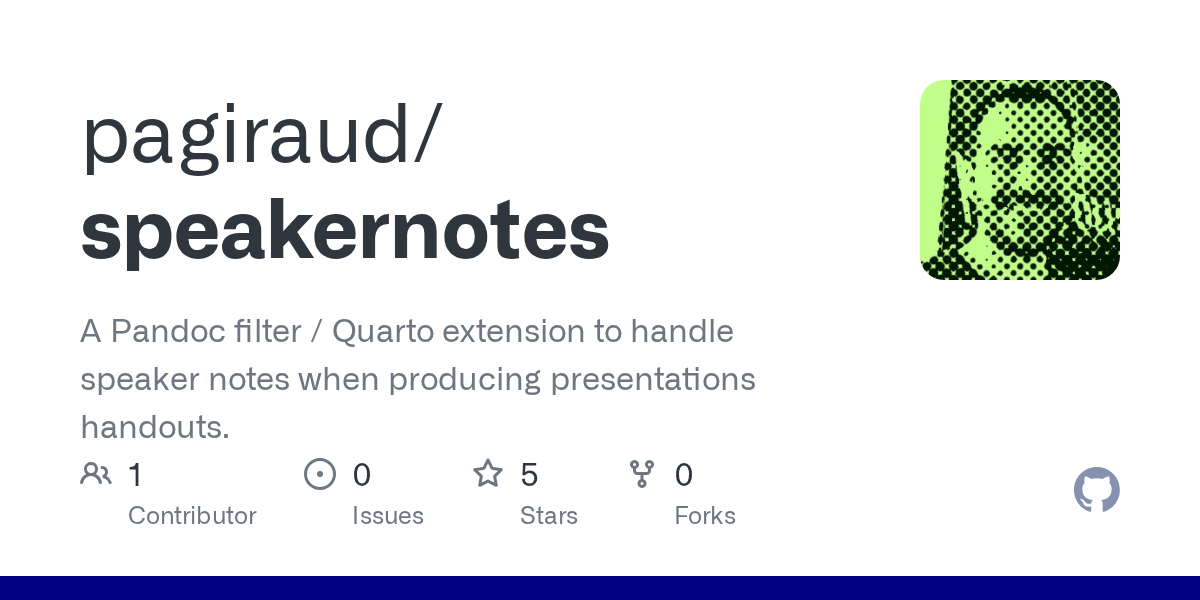 pagiraud/
speakernotes
A Pandoc filter / Quarto extension to handle
speaker notes when producing presentations
handouts.
1 0 5 0
Contributor Issues Stars Forks